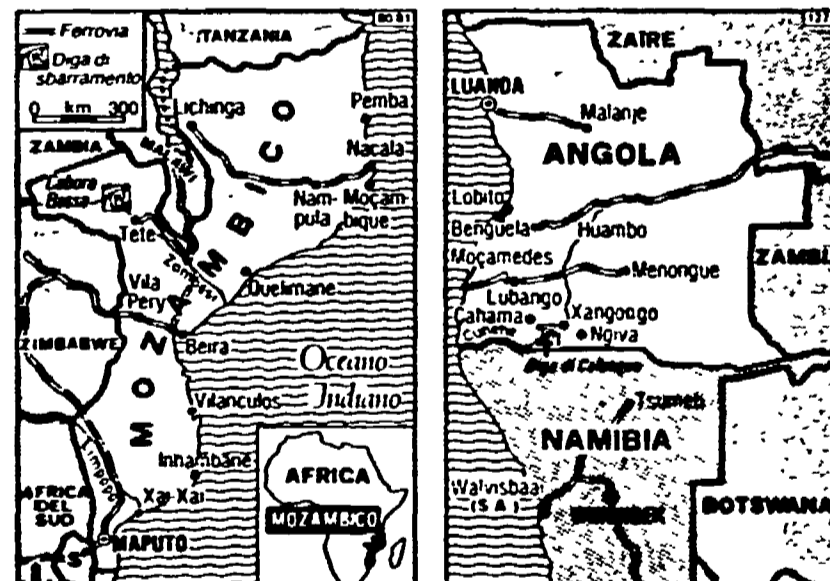 Ferrovia
Diga di
sbarramento
0 km 300
TANZANIA
Lichinga
Pemba
ZAMBIA
MALAWI
Nacala
Cabora
Bassa
Nam-
pula
Moçam-
bique
Tete
Zambesi
Quelimane
Vila
Pery
MOZAMBICO
ZIMBABWE
Beira
Oceano
Indiano
Vilanculos
Inhambane
Limpopo
Xai-Xai
AFRICA
DEL
SUD
MAPUTO
S
AFRICA
MOZAMBICO
ZAIRE
LUANDA
Malanje
ANGOLA
Lobito
Benguela
Huambo
Moçamedes
ZAMBI
Menongue
Lubango
Cahama
Xangongo
Cunene
Ngiva
Diga di Calueque
Tsumeb
NAMIBIA
Walvisbaai
(S A)
BOTSWANA